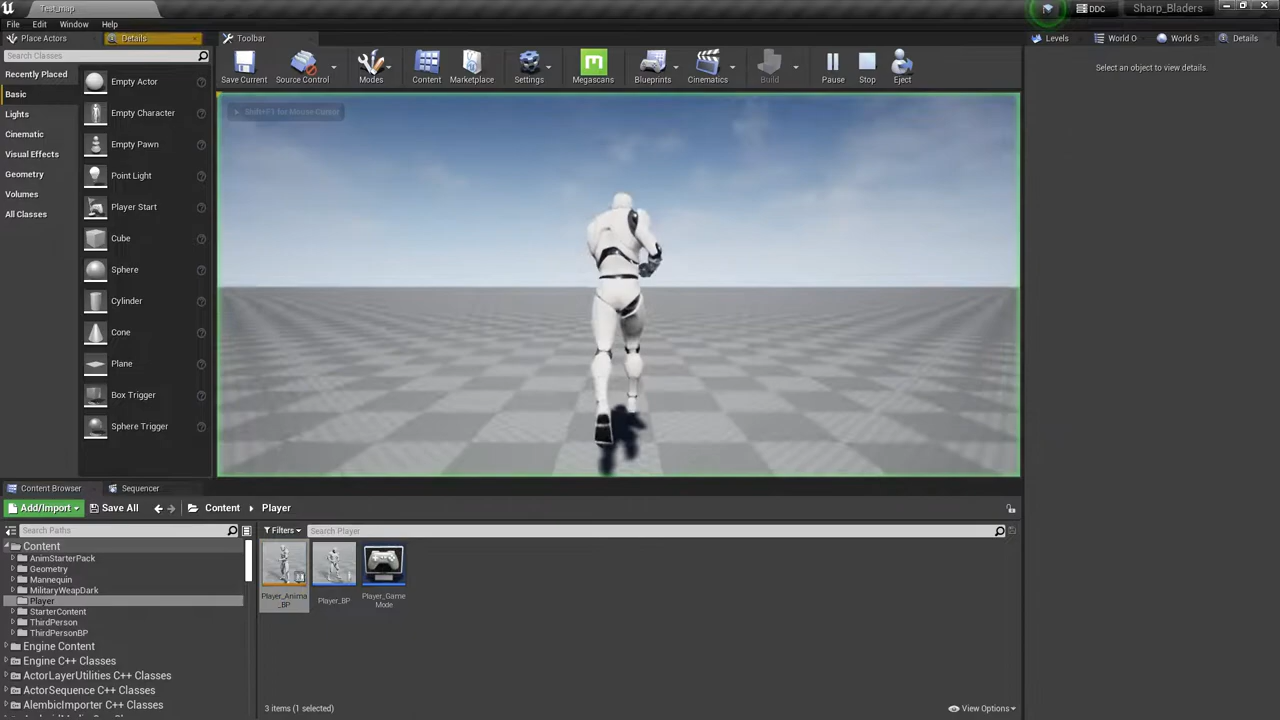 Test_map
DDC
Sharp_Bladers
File Edit Window Help
Place Actors
Details
Search Classes
Recently Placed
Basic
Lights
Cinematic
Visual Effects
Geometry
Volumes
All Classes
Empty Actor
Empty Character
Empty Pawn
Point Light
Player Start
Cube
Sphere
Cylinder
Cone
Plane
Box Trigger
Sphere Trigger
Toolbar
Save Current
Source Control
Modes
Content
Marketplace
Settings
Megascans
Blueprints
Cinematics
Build
Pause
Stop
Eject
Shift+F1 for Mouse Cursor
Levels
World O
World S
Details
Select an object to view details.
Content Browser
Sequencer
Add/Import
Save All
Content
Player
Search Paths
Filters
Search Player
Content
AnimStarterPack
Geometry
Mannequin
MilitaryWeapDark
Player
StarterContent
ThirdPerson
ThirdPersonBP
Engine Content
Engine C++ Classes
ActorLayerUtilities C++ Classes
ActorSequence C++ Classes
AlembicImporter C++ Classes
Player_Anima
_BP
Player_BP
Player_Game
Mode
3 items (1 selected)
View Options